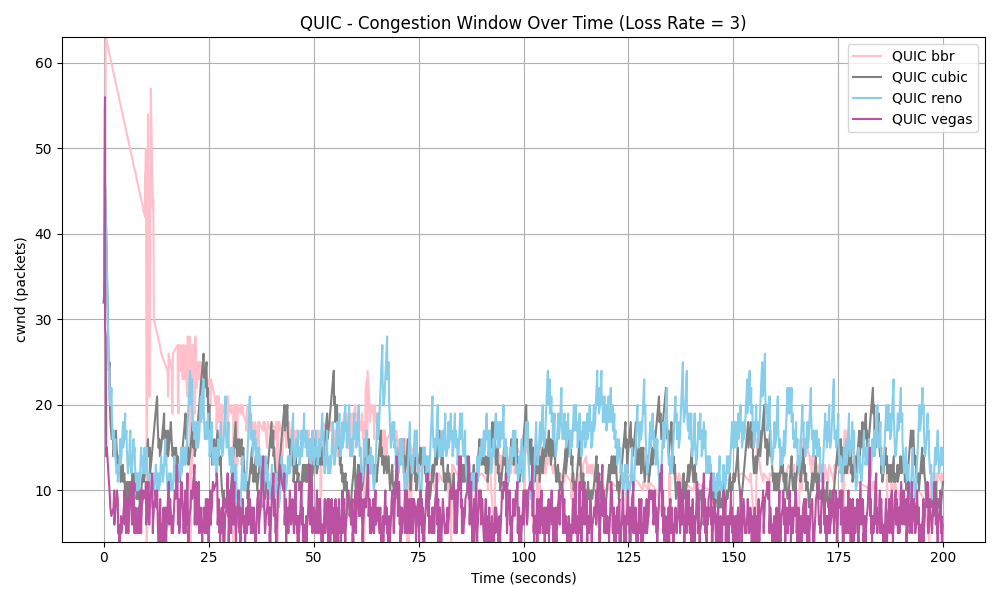 QUIC - Congestion Window Over Time (Loss Rate = 3)
QUIC bbr
QUIC cubic
QUIC reno
QUIC vegas
cwnd (packets)
60
50
40
30
20
10
0 25 50 75 100 125 150 175 200
Time (seconds)